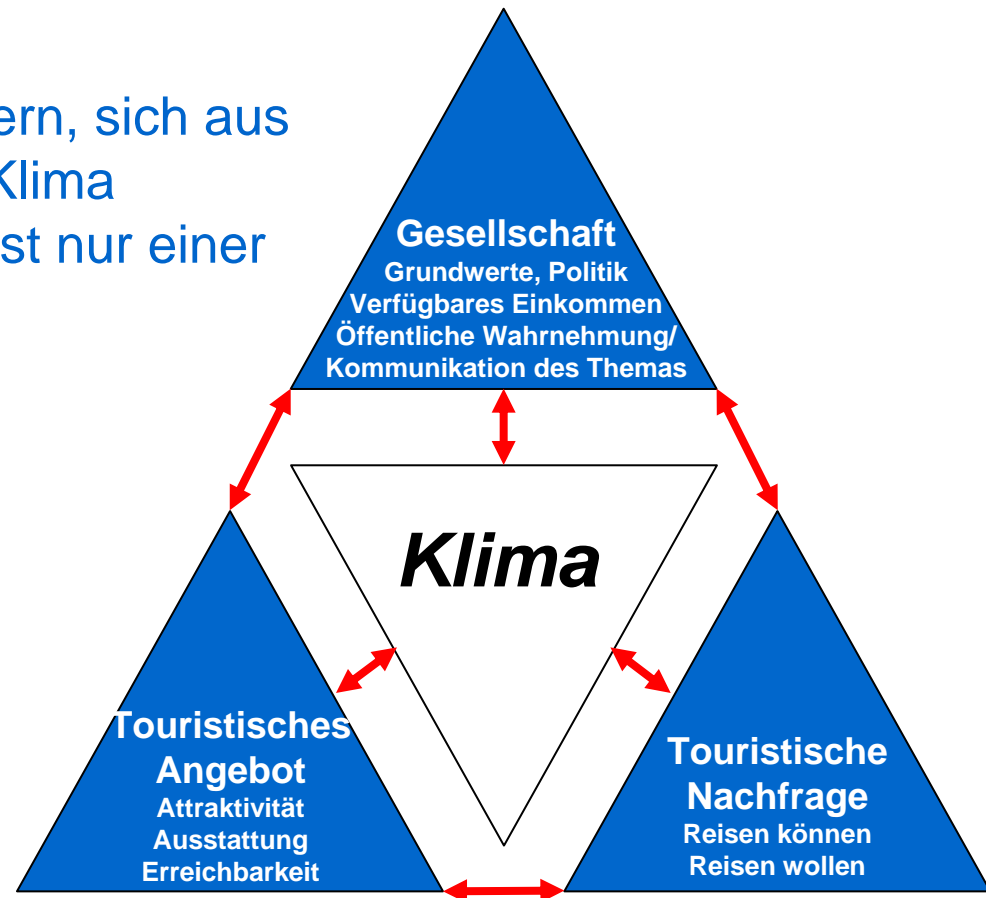 ern, sich aus
Klima
st nur einer
Gesellschaft
Grundwerte, Politik
Verfügbares Einkommen
Öffentliche Wahrnehmung/
Kommunikation des Themas
Klima
Touristisches
Angebot
Attraktivität
Ausstattung
Erreichbarkeit
Touristische
Nachfrage
Reisen können
Reisen wollen